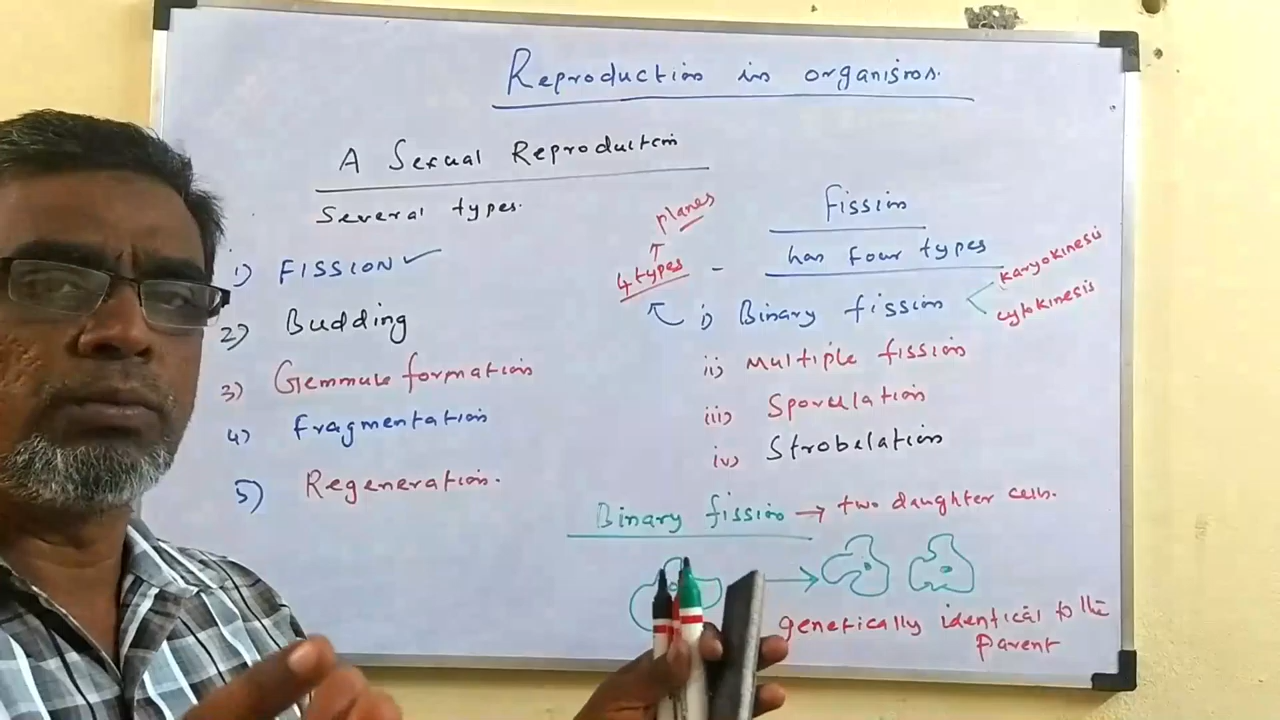 Reproduction in organisms.
A Sexual Reproduction
Several types.
1) FISSION ✓
2) Budding
3) Gemmule formation
4) Fragmentation
5) Regeneration.
Fission
has four types
planes
4 types -
i) Binary fission
karyokinesis
cytokinesis
ii) Multiple fission
iii) Sporulation
iv) Strobelation
Binary fission → two daughter cells.
genetically identical to the
Parent